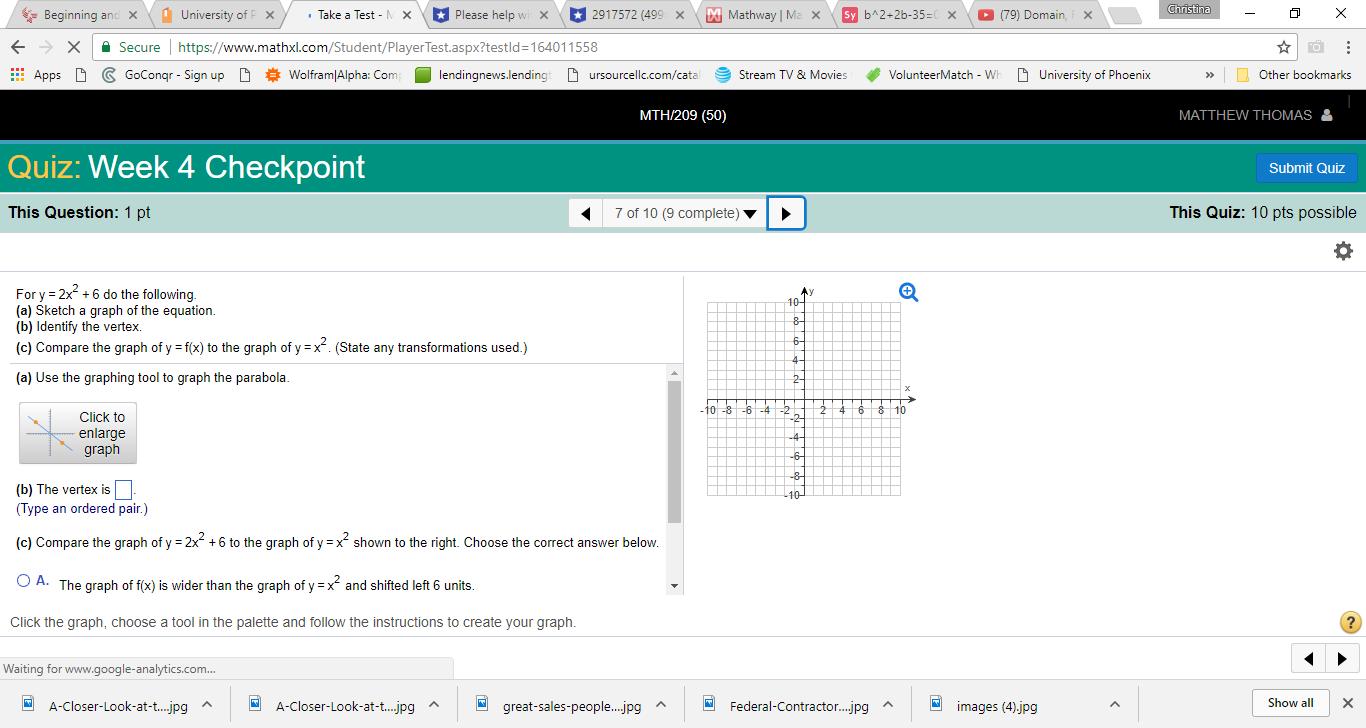 Beginning and
University of P
Take a Test - M
Please help wi
2917572 (499
Mathway | Ma
Sy b^2+2b-35=0
(79) Domain, 
Christina
Secure https://www.mathxl.com/Student/PlayerTest.aspx?testId=164011558
Apps
GoConqr - Sign up
Wolfram|Alpha: Com
lendingnews.lending
ursourcellc.com/cata
Stream TV & Movies
VolunteerMatch - Wh
University of Phoenix
»
Other bookmarks
MTH/209 (50)
MATTHEW THOMAS
Quiz: Week 4 Checkpoint
Submit Quiz
This Question: 1 pt
7 of 10 (9 complete)
This Quiz: 10 pts possible
For y = 2x² + 6 do the following.
(a) Sketch a graph of the equation.
(b) Identify the vertex.
(c) Compare the graph of y = f(x) to the graph of y = x². (State any transformations used.)
(a) Use the graphing tool to graph the parabola.
Click to
enlarge
graph
(b) The vertex is .
(Type an ordered pair.)
(c) Compare the graph of y = 2x² + 6 to the graph of y = x² shown to the right. Choose the correct answer below.
A. The graph of f(x) is wider than the graph of y = x² and shifted left 6 units.
y
10
8
6
4
2
x
-10 -8 -6 -4 -2 2 4 6 8 10
-2
-4
-6
-8
-10
Click the graph, choose a tool in the palette and follow the instructions to create your graph.
?
Waiting for www.google-analytics.com...
A-Closer-Look-at-t....jpg
A-Closer-Look-at-t....jpg
great-sales-people....jpg
Federal-Contractor....jpg
images (4).jpg
Show all